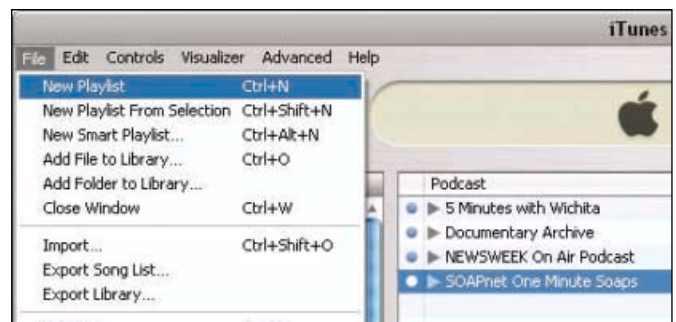 iTunes
File Edit Controls Visualizer Advanced Help
New Playlist Ctrl+N
New Playlist From Selection Ctrl+Shift+N
New Smart Playlist... Ctrl+Alt+N
Add File to Library... Ctrl+O
Add Folder to Library...
Close Window Ctrl+W
Import... Ctrl+Shift+O
Export Song List...
Export Library...
Podcast
5 Minutes with Wichita
Documentary Archive
NEWSWEEK On Air Podcast
SOAPnet One Minute Soaps